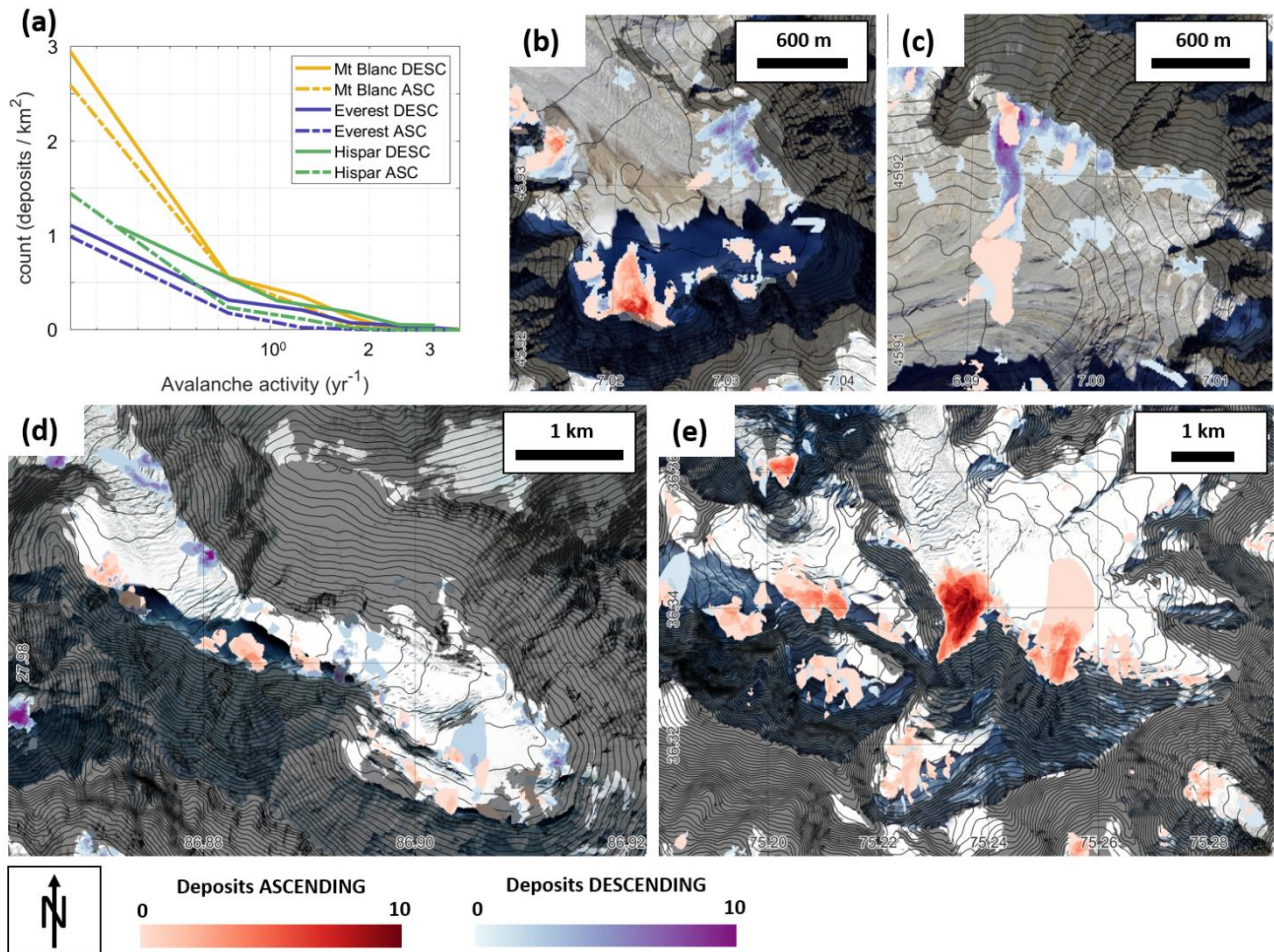 (a)
3
2
1
0
count (deposits / km²)
10⁰
2
3
Avalanche activity (yr⁻¹)
Mt Blanc DESC
Mt Blanc ASC
Everest DESC
Everest ASC
Hispar DESC
Hispar ASC
(b)
600 m
45.93
45.92
7.02
7.03
7.04
(c)
600 m
45.92
45.91
6.99
7.00
7.01
(d)
1 km
27.98
86.88
86.90
86.92
(e)
1 km
36.36
36.34
36.32
75.20
75.22
75.24
75.26
75.28
N
Deposits ASCENDING
0
10
Deposits DESCENDING
0
10